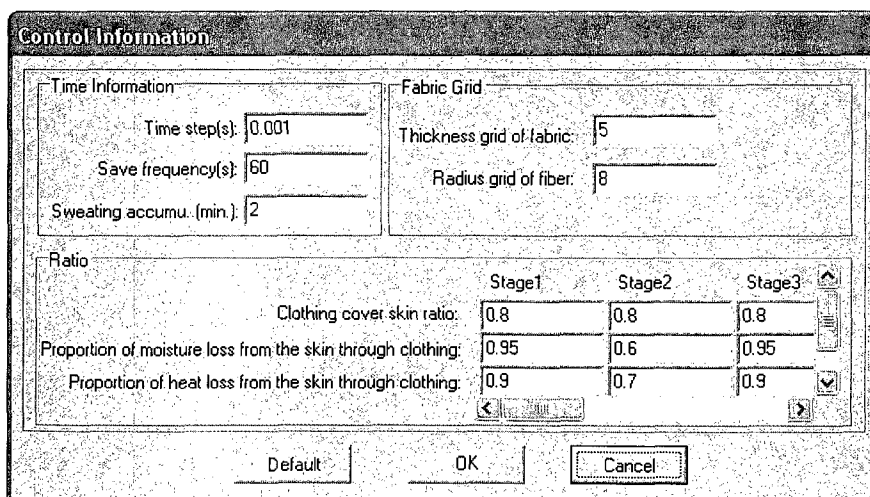 Control Information
Time Information
Time step(s): 0.001
Save frequency(s): 60
Sweating accumu. (min.): 2
Fabric Grid
Thickness grid of fabric: 5
Radius grid of fiber: 8
Ratio
Stage1 Stage2 Stage3
Clothing cover skin ratio: 0.8 0.8 0.8
Proportion of moisture loss from the skin through clothing: 0.95 0.6 0.95
Proportion of heat loss from the skin through clothing: 0.9 0.7 0.9
Default OK Cancel